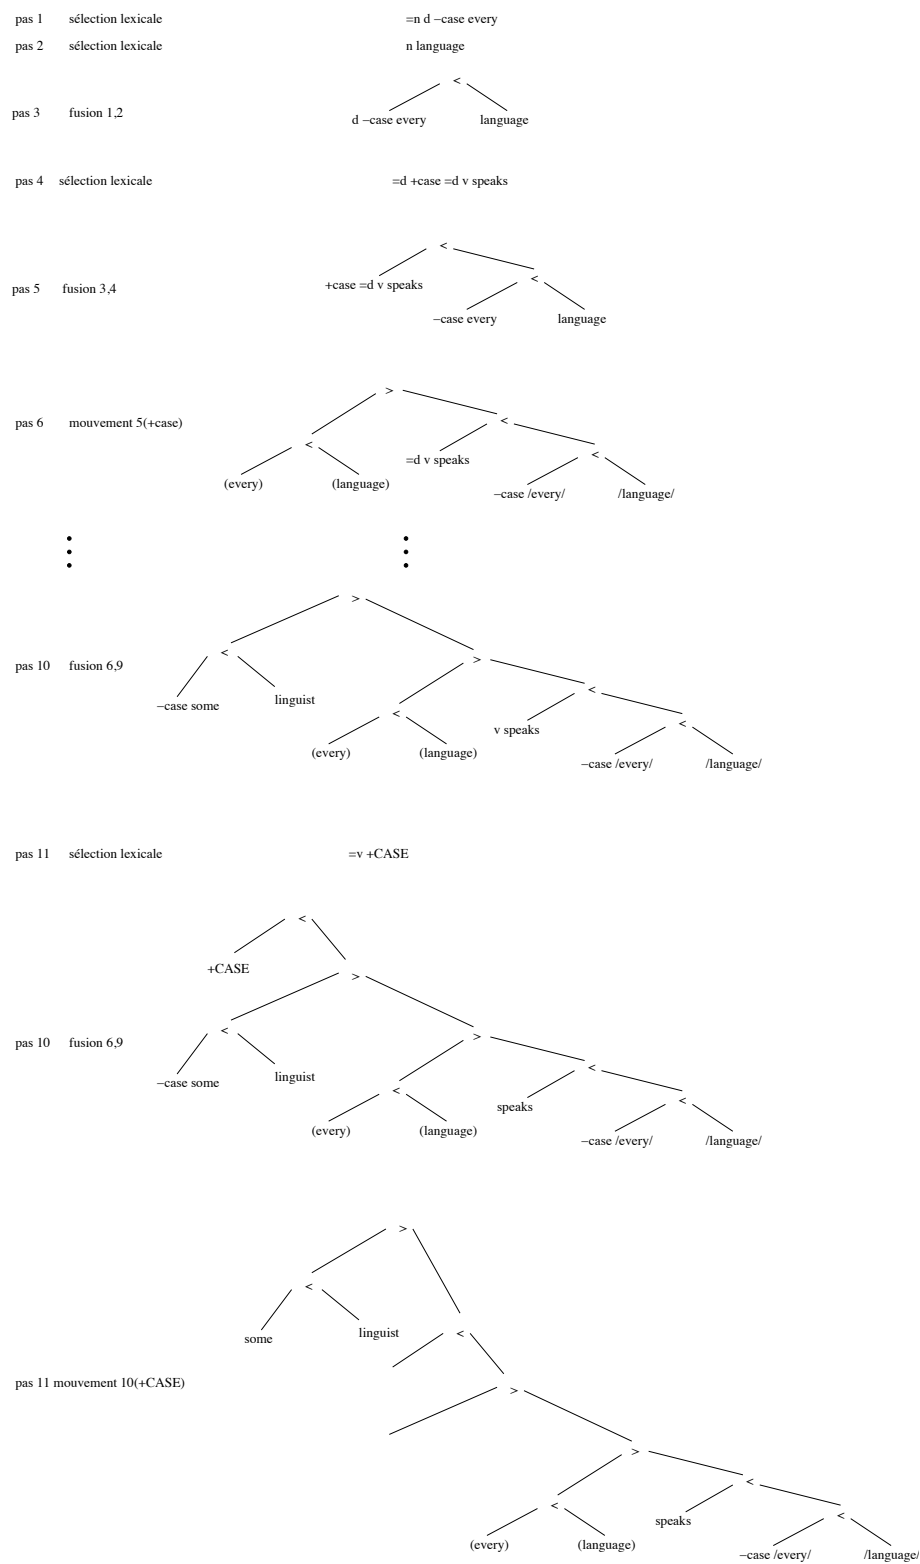 pas 1 sélection lexicale =n d −case every
pas 2 sélection lexicale n language
<
pas 3 fusion 1,2
d −case every language
pas 4 sélection lexicale =d +case =d v speaks
<
+case =d v speaks <
pas 5 fusion 3,4
−case every language
>
pas 6 mouvement 5(+case) <
< =d v speaks <
(every) (language) −case /every/ /language/
>
< >
pas 10 fusion 6,9
−case some linguist < <
v speaks <
(every) (language) −case /every/ /language/
pas 11 sélection lexicale =v +CASE
<
+CASE >
< >
pas 10 fusion 6,9
−case some linguist < <
speaks <
(every) (language) −case /every/ /language/
>
<
some linguist <
pas 11 mouvement 10(+CASE) >
>
< <
speaks <
(every) (language) −case /every/ /language/